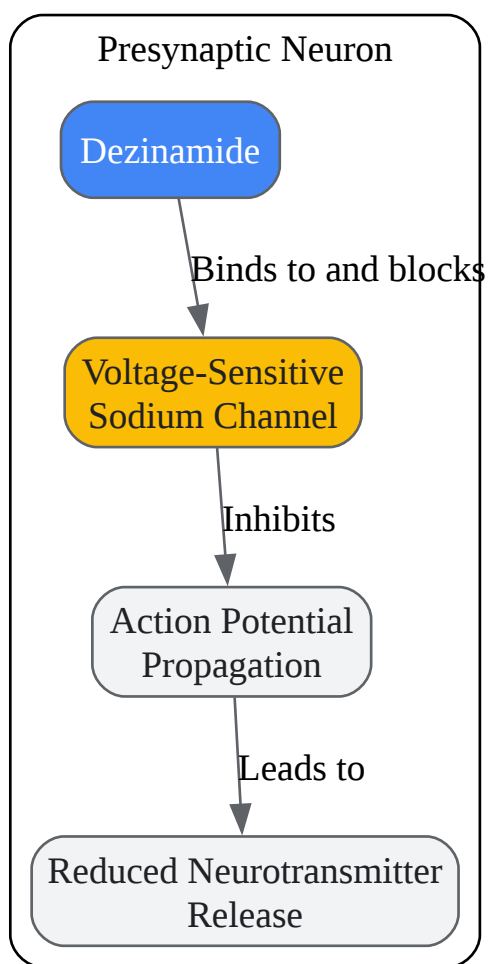 Presynaptic Neuron
Dezinamide
Binds to and blocks
Voltage-Sensitive
Sodium Channel
Inhibits
Action Potential
Propagation
Leads to
Reduced Neurotransmitter
Release